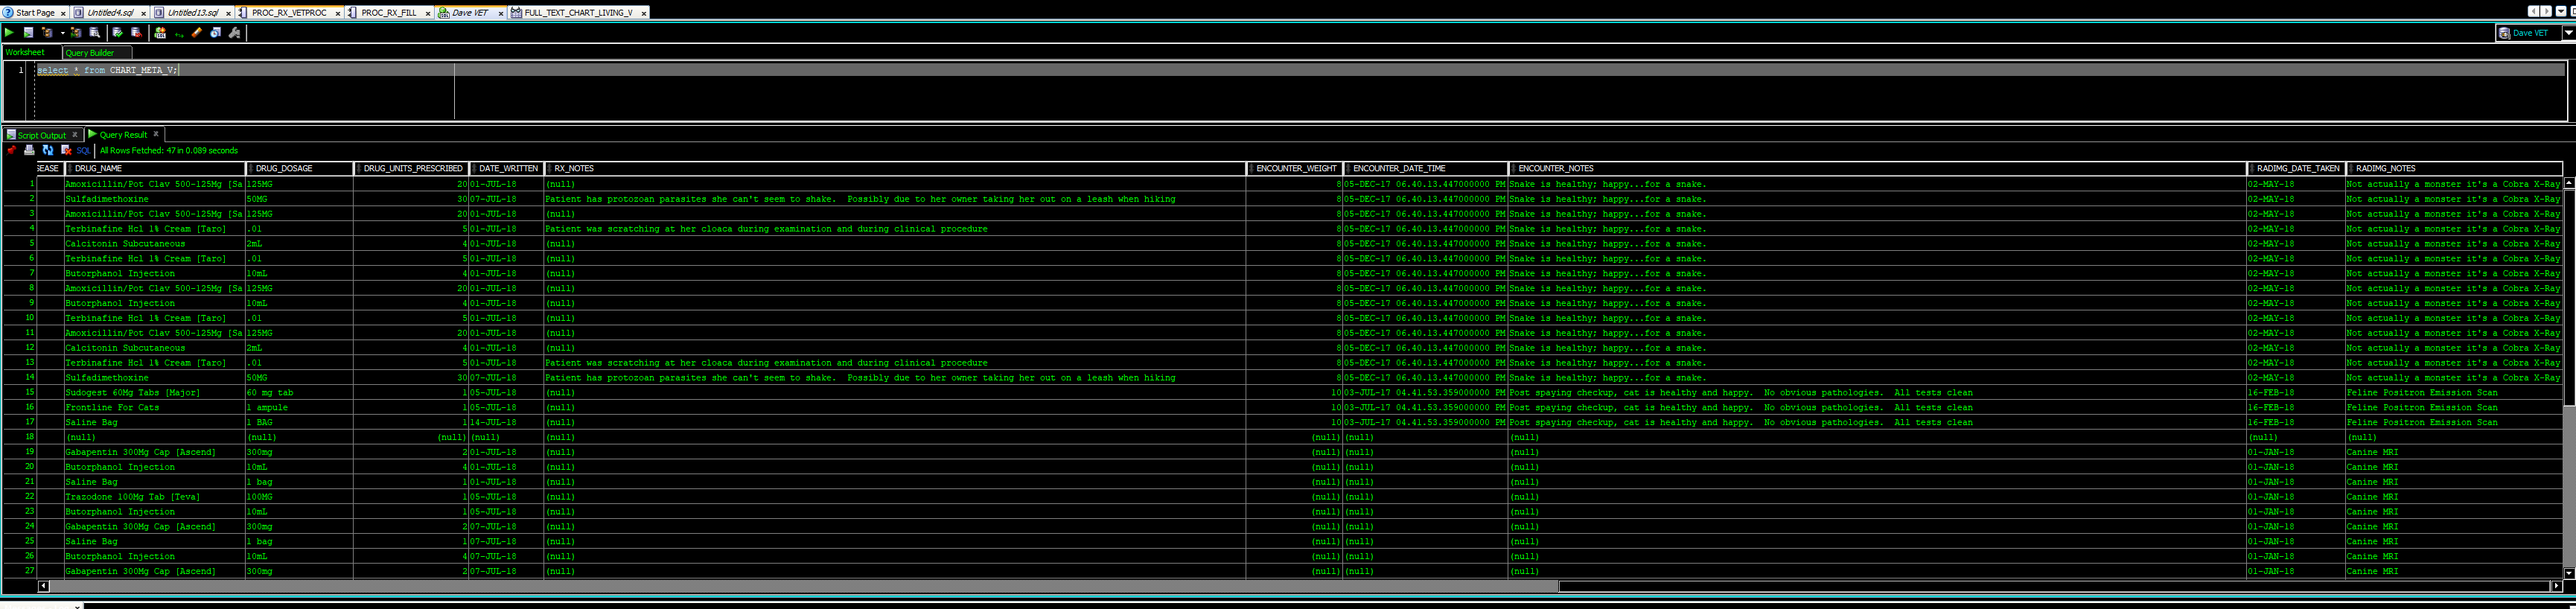 Start Page Untitled4.sql Untitled13.sql PROC_RX_VETPROC PROC_RX_FILL Dave VET FULL_TEXT_CHART_LIVING_V
Dave VET
Worksheet Query Builder
1 select * from CHART_META_V;
Script Output Query Result
SQL All Rows Fetched: 47 in 0.089 seconds
SEASE DRUG_NAME DRUG_DOSAGE DRUG_UNITS_PRESCRIBED DATE_WRITTEN RX_NOTES ENCOUNTER_WEIGHT ENCOUNTER_DATE_TIME ENCOUNTER_NOTES RADIMG_DATE_TAKEN RADIMG_NOTES
1 Amoxicillin/Pot Clav 500-125Mg [Sa 125MG 20 01-JUL-18 (null) 8 05-DEC-17 06.40.13.447000000 PM Snake is healthy; happy...for a snake. 02-MAY-18 Not actually a monster it's a Cobra X-Ray
2 Sulfadimethoxine 50MG 30 07-JUL-18 Patient has protozoan parasites she can't seem to shake.  Possibly due to her owner taking her out on a leash when hiking 8 05-DEC-17 06.40.13.447000000 PM Snake is healthy; happy...for a snake. 02-MAY-18 Not actually a monster it's a Cobra X-Ray
3 Amoxicillin/Pot Clav 500-125Mg [Sa 125MG 20 01-JUL-18 (null) 8 05-DEC-17 06.40.13.447000000 PM Snake is healthy; happy...for a snake. 02-MAY-18 Not actually a monster it's a Cobra X-Ray
4 Terbinafine Hcl 1% Cream [Taro] .01 5 01-JUL-18 Patient was scratching at her cloaca during examination and during clinical procedure 8 05-DEC-17 06.40.13.447000000 PM Snake is healthy; happy...for a snake. 02-MAY-18 Not actually a monster it's a Cobra X-Ray
5 Calcitonin Subcutaneous 2mL 4 01-JUL-18 (null) 8 05-DEC-17 06.40.13.447000000 PM Snake is healthy; happy...for a snake. 02-MAY-18 Not actually a monster it's a Cobra X-Ray
6 Terbinafine Hcl 1% Cream [Taro] .01 5 01-JUL-18 (null) 8 05-DEC-17 06.40.13.447000000 PM Snake is healthy; happy...for a snake. 02-MAY-18 Not actually a monster it's a Cobra X-Ray
7 Butorphanol Injection 10mL 4 01-JUL-18 (null) 8 05-DEC-17 06.40.13.447000000 PM Snake is healthy; happy...for a snake. 02-MAY-18 Not actually a monster it's a Cobra X-Ray
8 Amoxicillin/Pot Clav 500-125Mg [Sa 125MG 20 01-JUL-18 (null) 8 05-DEC-17 06.40.13.447000000 PM Snake is healthy; happy...for a snake. 02-MAY-18 Not actually a monster it's a Cobra X-Ray
9 Butorphanol Injection 10mL 4 01-JUL-18 (null) 8 05-DEC-17 06.40.13.447000000 PM Snake is healthy; happy...for a snake. 02-MAY-18 Not actually a monster it's a Cobra X-Ray
10 Terbinafine Hcl 1% Cream [Taro] .01 5 01-JUL-18 (null) 8 05-DEC-17 06.40.13.447000000 PM Snake is healthy; happy...for a snake. 02-MAY-18 Not actually a monster it's a Cobra X-Ray
11 Amoxicillin/Pot Clav 500-125Mg [Sa 125MG 20 01-JUL-18 (null) 8 05-DEC-17 06.40.13.447000000 PM Snake is healthy; happy...for a snake. 02-MAY-18 Not actually a monster it's a Cobra X-Ray
12 Calcitonin Subcutaneous 2mL 4 01-JUL-18 (null) 8 05-DEC-17 06.40.13.447000000 PM Snake is healthy; happy...for a snake. 02-MAY-18 Not actually a monster it's a Cobra X-Ray
13 Terbinafine Hcl 1% Cream [Taro] .01 5 01-JUL-18 Patient was scratching at her cloaca during examination and during clinical procedure 8 05-DEC-17 06.40.13.447000000 PM Snake is healthy; happy...for a snake. 02-MAY-18 Not actually a monster it's a Cobra X-Ray
14 Sulfadimethoxine 50MG 30 07-JUL-18 Patient has protozoan parasites she can't seem to shake.  Possibly due to her owner taking her out on a leash when hiking 8 05-DEC-17 06.40.13.447000000 PM Snake is healthy; happy...for a snake. 02-MAY-18 Not actually a monster it's a Cobra X-Ray
15 Sudogest 60Mg Tabs [Major] 60 mg tab 1 05-JUL-18 (null) 10 03-JUL-17 04.41.53.359000000 PM Post spaying checkup, cat is healthy and happy.  No obvious pathologies.  All tests clean 16-FEB-18 Feline Positron Emission Scan
16 Frontline For Cats 1 ampule 1 05-JUL-18 (null) 10 03-JUL-17 04.41.53.359000000 PM Post spaying checkup, cat is healthy and happy.  No obvious pathologies.  All tests clean 16-FEB-18 Feline Positron Emission Scan
17 Saline Bag 1 BAG 1 14-JUL-18 (null) 10 03-JUL-17 04.41.53.359000000 PM Post spaying checkup, cat is healthy and happy.  No obvious pathologies.  All tests clean 16-FEB-18 Feline Positron Emission Scan
18 (null) (null) (null) (null) (null) (null) (null) (null) (null) (null)
19 Gabapentin 300Mg Cap [Ascend] 300mg 2 01-JUL-18 (null) (null) (null) (null) 01-JAN-18 Canine MRI
20 Butorphanol Injection 10mL 4 01-JUL-18 (null) (null) (null) (null) 01-JAN-18 Canine MRI
21 Saline Bag 1 bag 1 01-JUL-18 (null) (null) (null) (null) 01-JAN-18 Canine MRI
22 Trazodone 100Mg Tab [Teva] 100MG 1 05-JUL-18 (null) (null) (null) (null) 01-JAN-18 Canine MRI
23 Butorphanol Injection 10mL 1 05-JUL-18 (null) (null) (null) (null) 01-JAN-18 Canine MRI
24 Gabapentin 300Mg Cap [Ascend] 300mg 2 07-JUL-18 (null) (null) (null) (null) 01-JAN-18 Canine MRI
25 Saline Bag 1 bag 1 07-JUL-18 (null) (null) (null) (null) 01-JAN-18 Canine MRI
26 Butorphanol Injection 10mL 4 07-JUL-18 (null) (null) (null) (null) 01-JAN-18 Canine MRI
27 Gabapentin 300Mg Cap [Ascend] 300mg 2 07-JUL-18 (null) (null) (null) (null) 01-JAN-18 Canine MRI